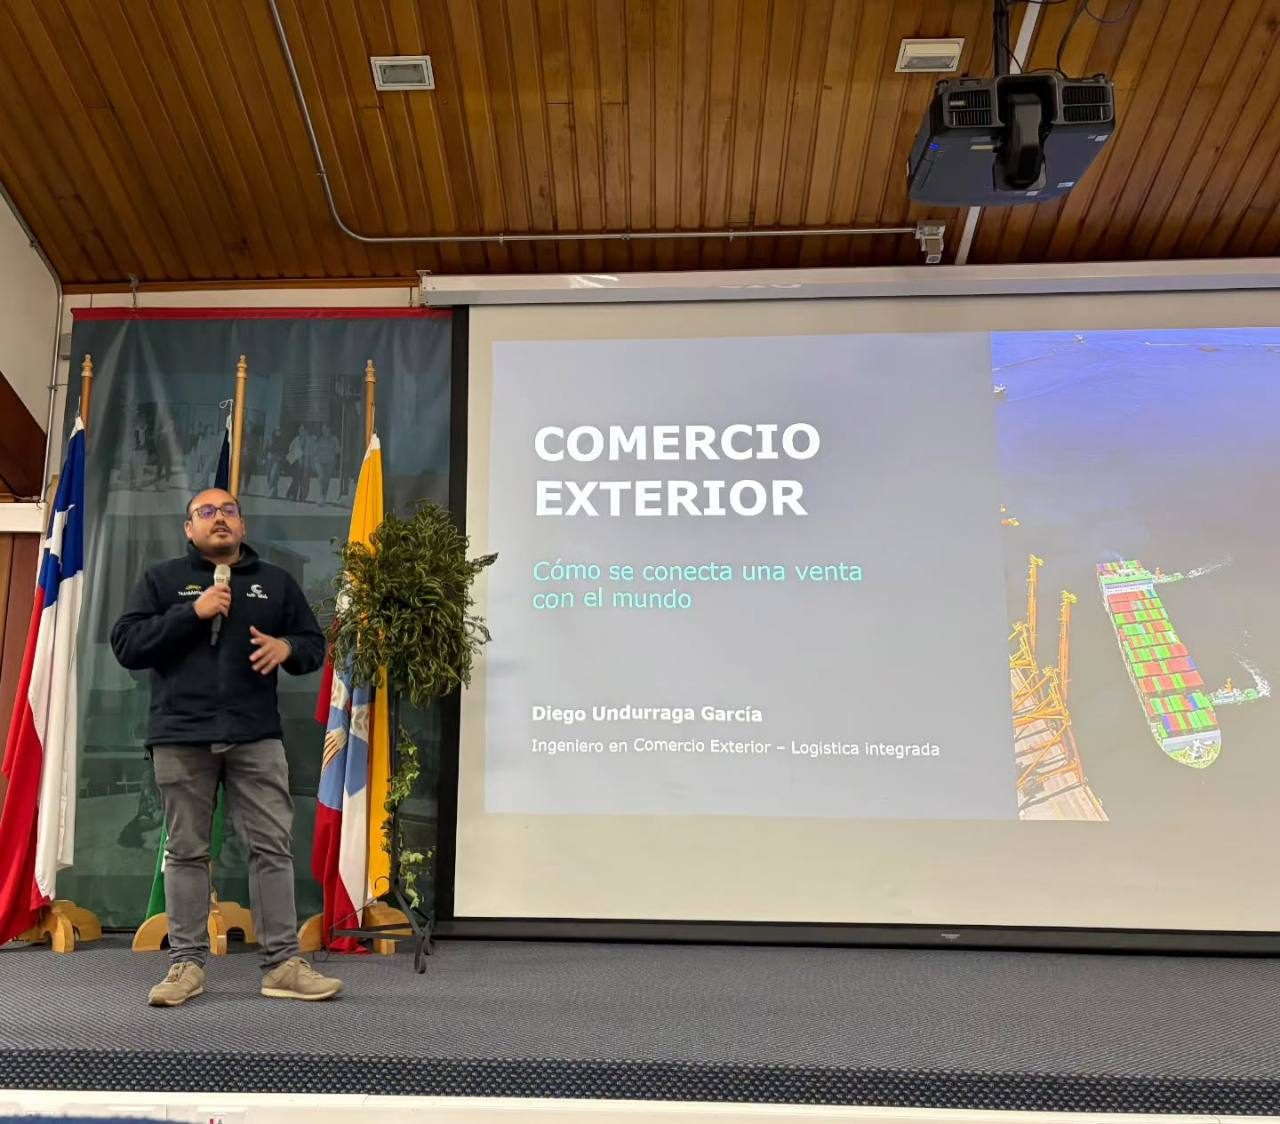 COMERCIO
EXTERIOR
Cómo se conecta una venta
con el mundo
Diego Undurraga García
Ingeniero en Comercio Exterior – Logistica integrada